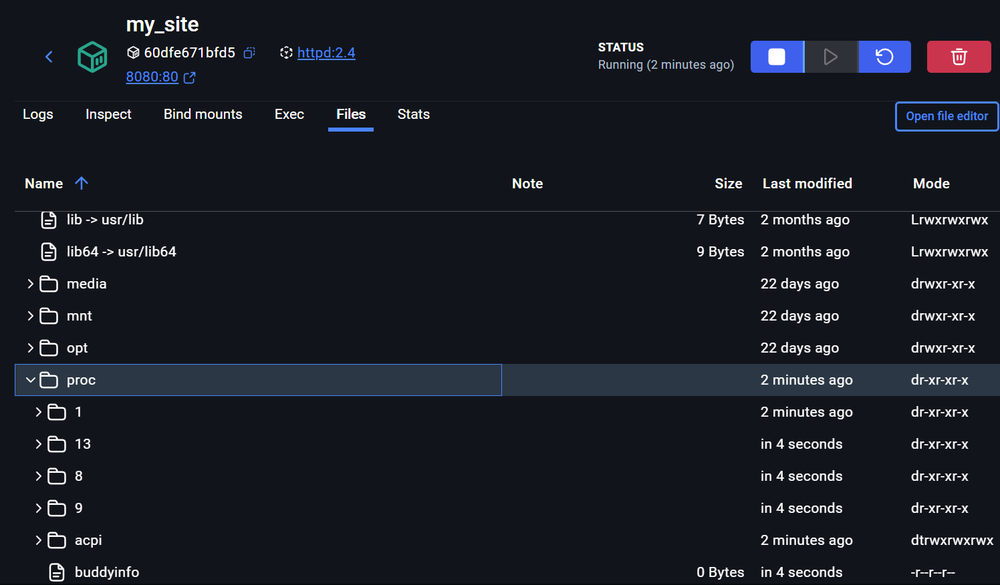 my_site
60dfe671bfd5 httpd:2.4
8080:80
STATUS
Running (2 minutes ago)
Logs Inspect Bind mounts Exec Files Stats Open file editor
Name Note Size Last modified Mode
lib -> usr/lib 7 Bytes 2 months ago Lrwxrwxrwx
lib64 -> usr/lib64 9 Bytes 2 months ago Lrwxrwxrwx
media 22 days ago drwxr-xr-x
mnt 22 days ago drwxr-xr-x
opt 22 days ago drwxr-xr-x
proc 2 minutes ago dr-xr-xr-x
1 2 minutes ago dr-xr-xr-x
13 in 4 seconds dr-xr-xr-x
8 in 4 seconds dr-xr-xr-x
9 in 4 seconds dr-xr-xr-x
acpi 2 minutes ago dtrwxrwxrwx
buddyinfo 0 Bytes in 4 seconds -r--r--r--